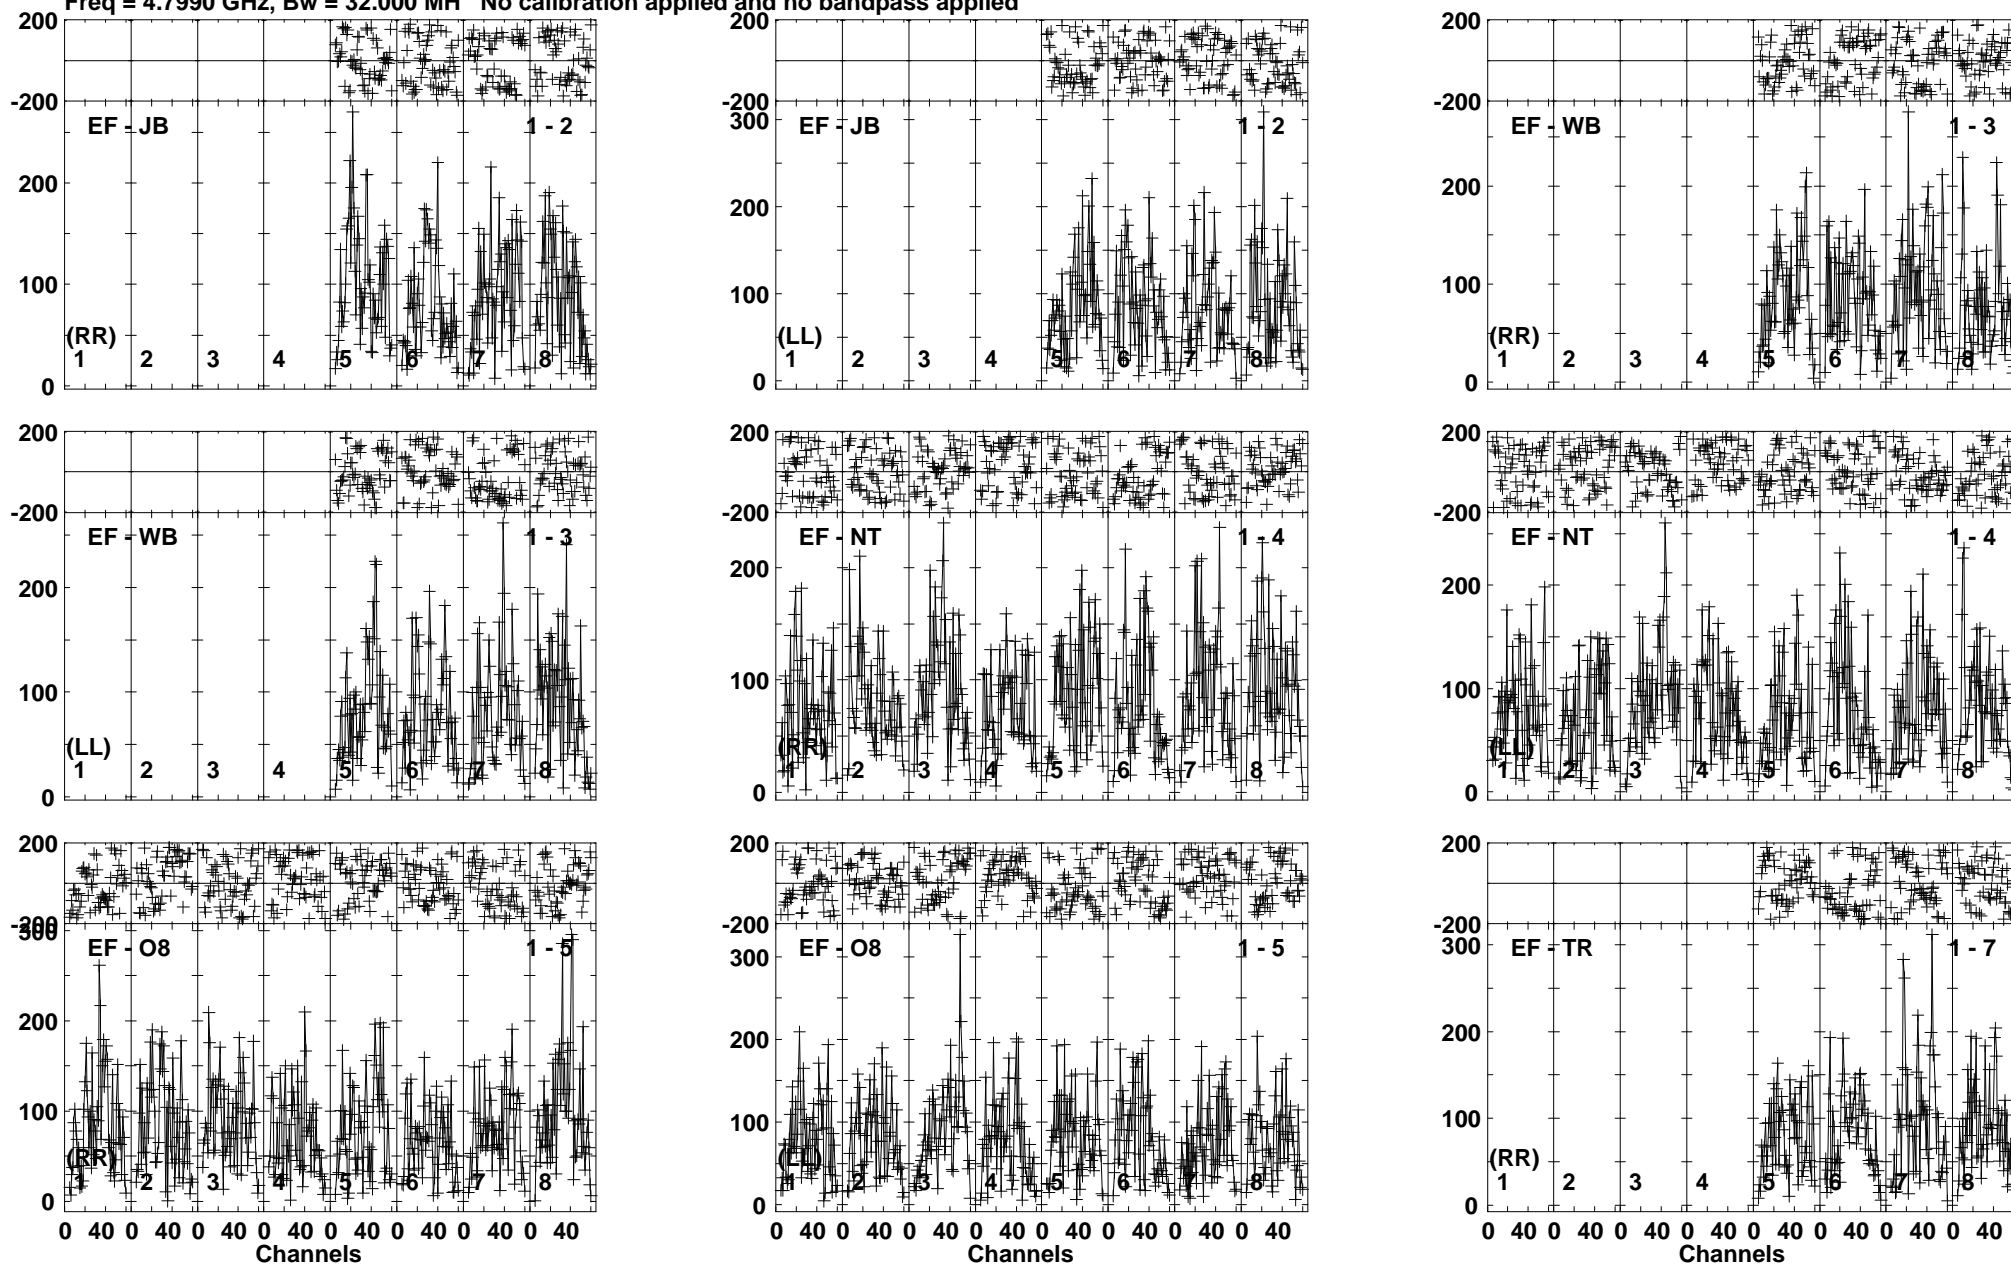 Freq = 4.7990 GHz, Bw = 32.000 MH No calibration applied and no bandpass applied
200 200 200
-200 -200 -200
EF - JB 1 - 2 EF - JB 1 - 2 EF - WB 1 - 3
300
200 200 200
100 100 100
(RR) (LL) (RR)
1 2 3 4 5 6 7 8 1 2 3 4 5 6 7 8 1 2 3 4 5 6 7 8
0 0 0
200 200 200
-200 -200 -200
EF - WB 1 - 3 EF - NT 1 - 4 EF - NT 1 - 4
200 200 200
100 100 100
(LL) (RR) (LL)
1 2 3 4 5 6 7 8 1 2 3 4 5 6 7 8 1 2 3 4 5 6 7 8
0 0 0
200 200 200
-200 -200 -200
300 300 300
EF - O8 1 - 5 EF - O8 1 - 5 EF - TR 1 - 7
200 200 200
100 100 100
(RR) (LL) (RR)
1 2 3 4 5 6 7 8 1 2 3 4 5 6 7 8 1 2 3 4 5 6 7 8
0 0 0
0 40 0 40 0 40 0 40 0 40 0 40 0 40 0 40 0 40 0 40 0 40 0 40 0 40 0 40 0 40 0 40 0 40 0 40 0 40 0 40 0 40 0 40 0 40 0 40
Channels Channels Channels